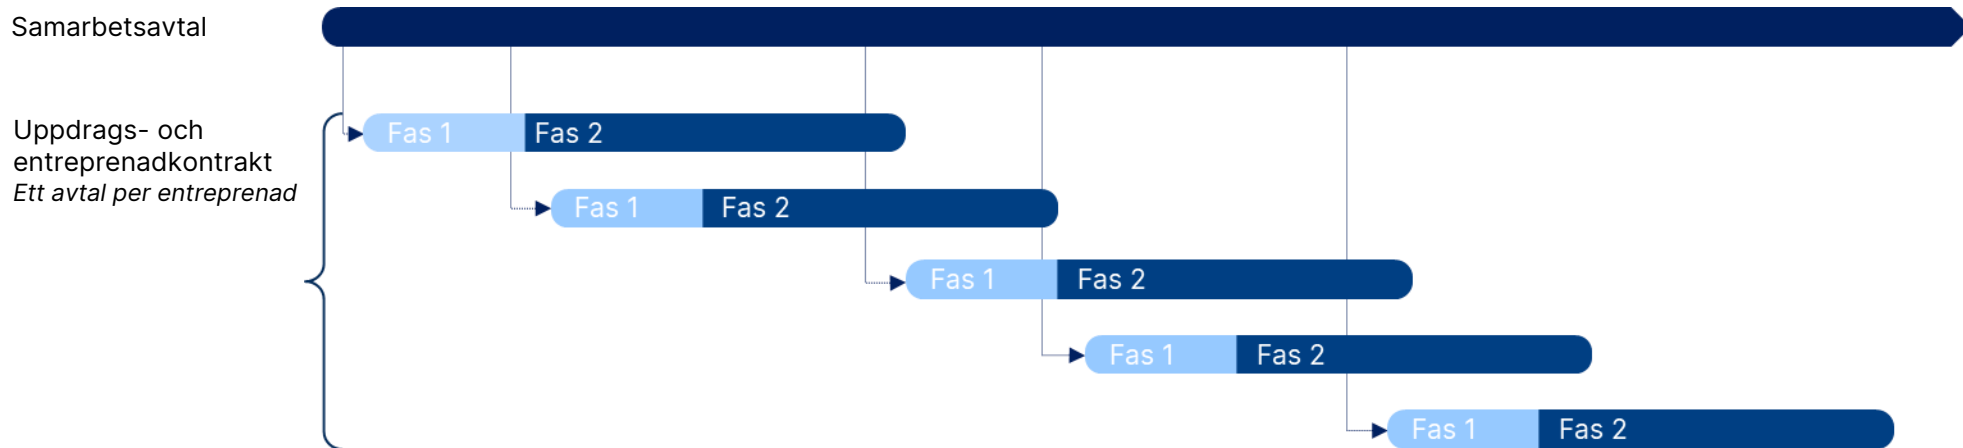 Samarbetsavtal
Uppdrags- och
entreprenadkontrakt
Ett avtal per entreprenad
Fas 1 Fas 2
Fas 1 Fas 2
Fas 1 Fas 2
Fas 1 Fas 2
Fas 1 Fas 2